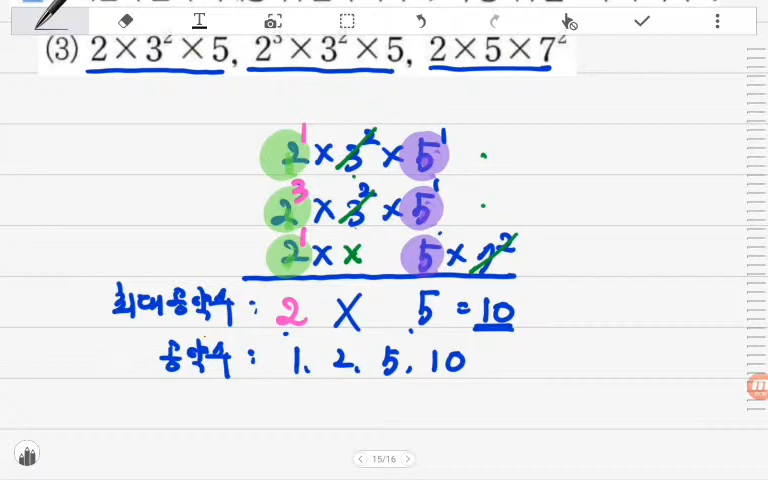 (3) 2×3²×5, 2³×3²×5, 2×5×7²
2¹×3²×5¹
2³×3²×5¹
2¹×× 5×7²
최대공약수 : 2 × 5 = 10
공약수 : 1, 2, 5, 10
15/16